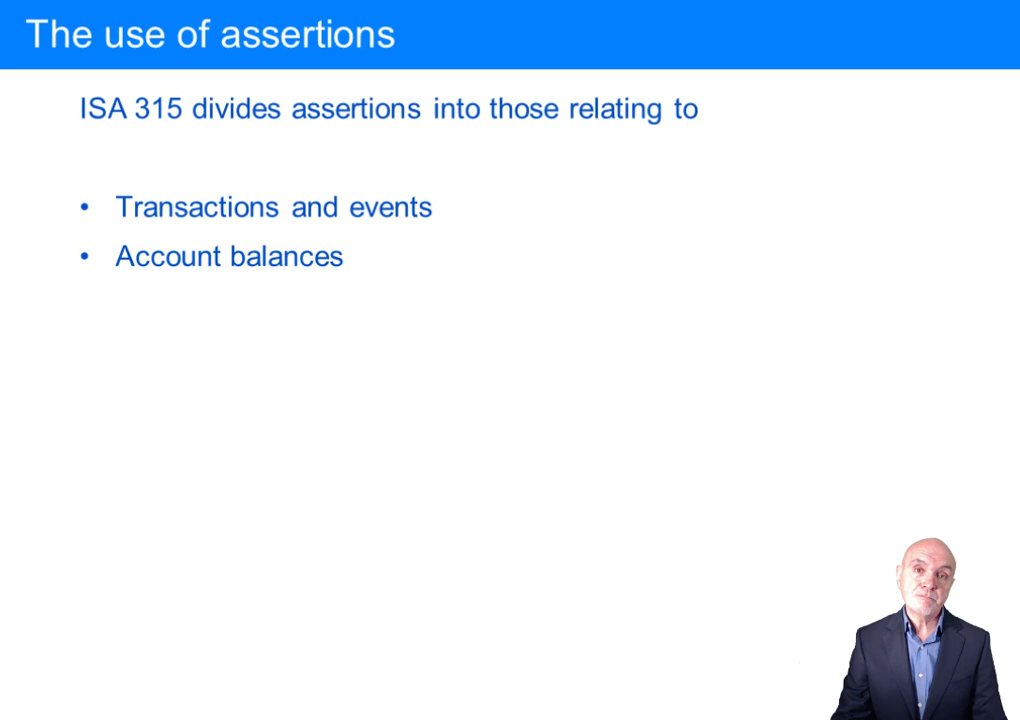 The use of assertions
ISA 315 divides assertions into those relating to
• Transactions and events
• Account balances